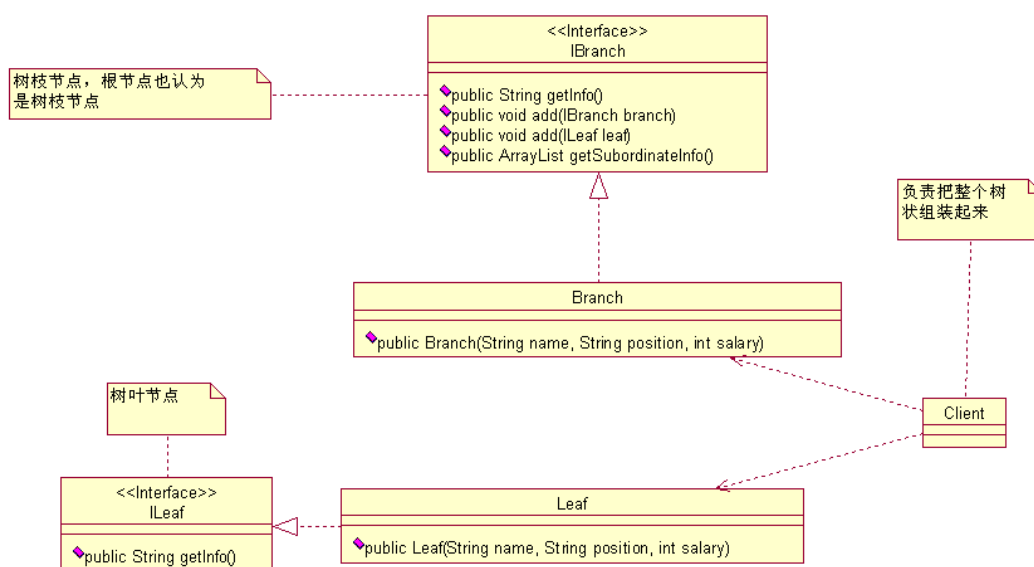 <<Interface>>
IBranch
public String getInfo()
public void add(IBranch branch)
public void add(ILeaf leaf)
public ArrayList getSubordinateInfo()
树枝节点，根节点也认为
是树枝节点
负责把整个树
状组装起来
Branch
public Branch(String name, String position, int salary)
树叶节点
Client
<<Interface>>
ILeaf
public String getInfo()
Leaf
public Leaf(String name, String position, int salary)